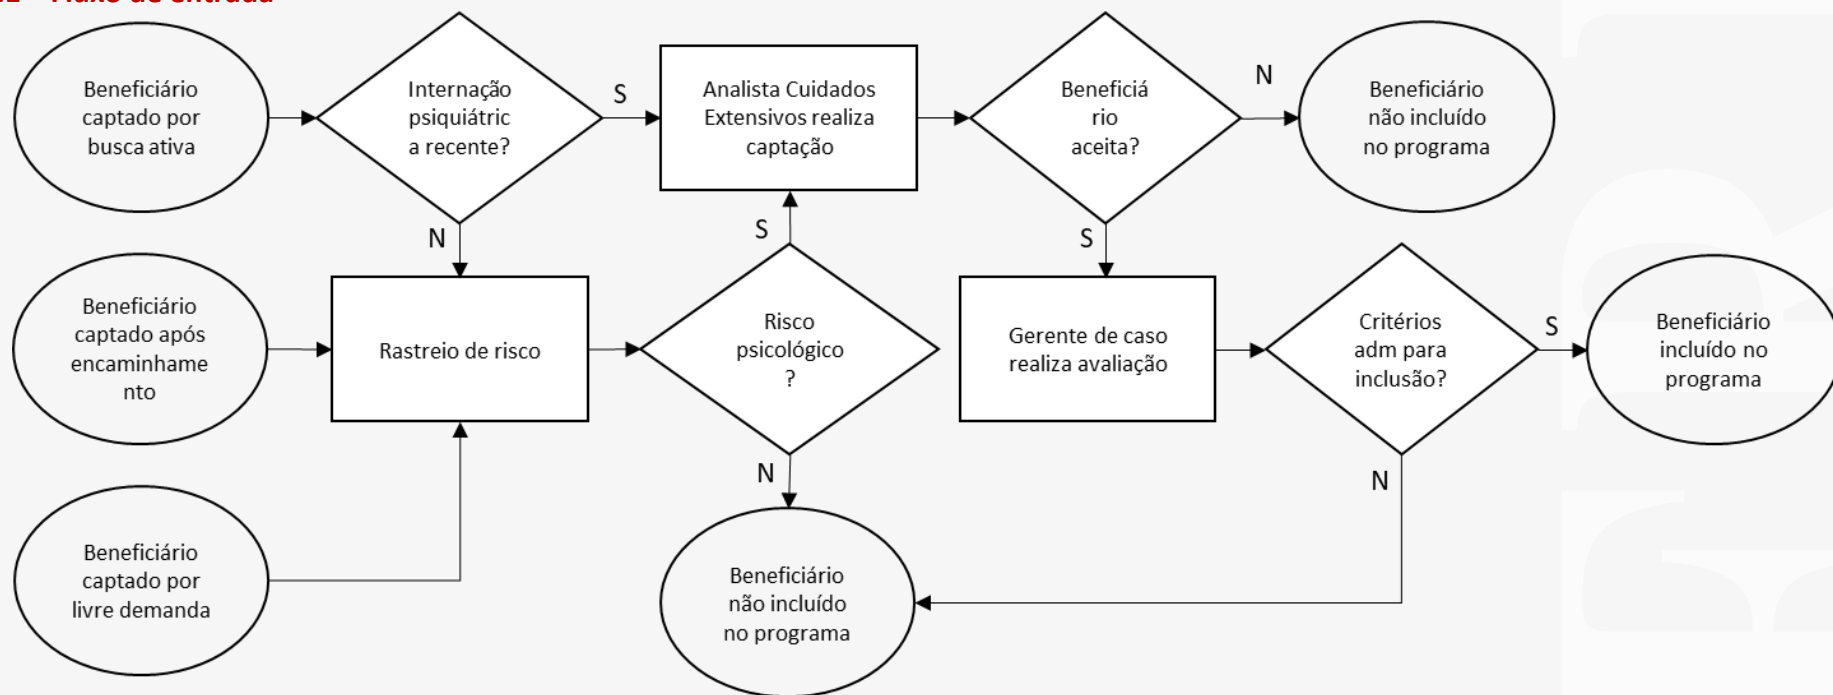 Fluxo de entrada
Beneficiário
captado por
busca ativa
Internação
psiquiátric
a recente?
S
Analista Cuidados
Extensivos realiza
captação
Beneficiá
rio
aceita?
N
Beneficiário
não incluído
no programa
N
S
S
Beneficiário
captado após
encaminhame
nto
Rastreio de risco
Risco
psicológico
?
Gerente de caso
realiza avaliação
Critérios
adm para
inclusão?
S
Beneficiário
incluído no
programa
N
N
Beneficiário
captado por
livre demanda
Beneficiário
não incluído
no programa